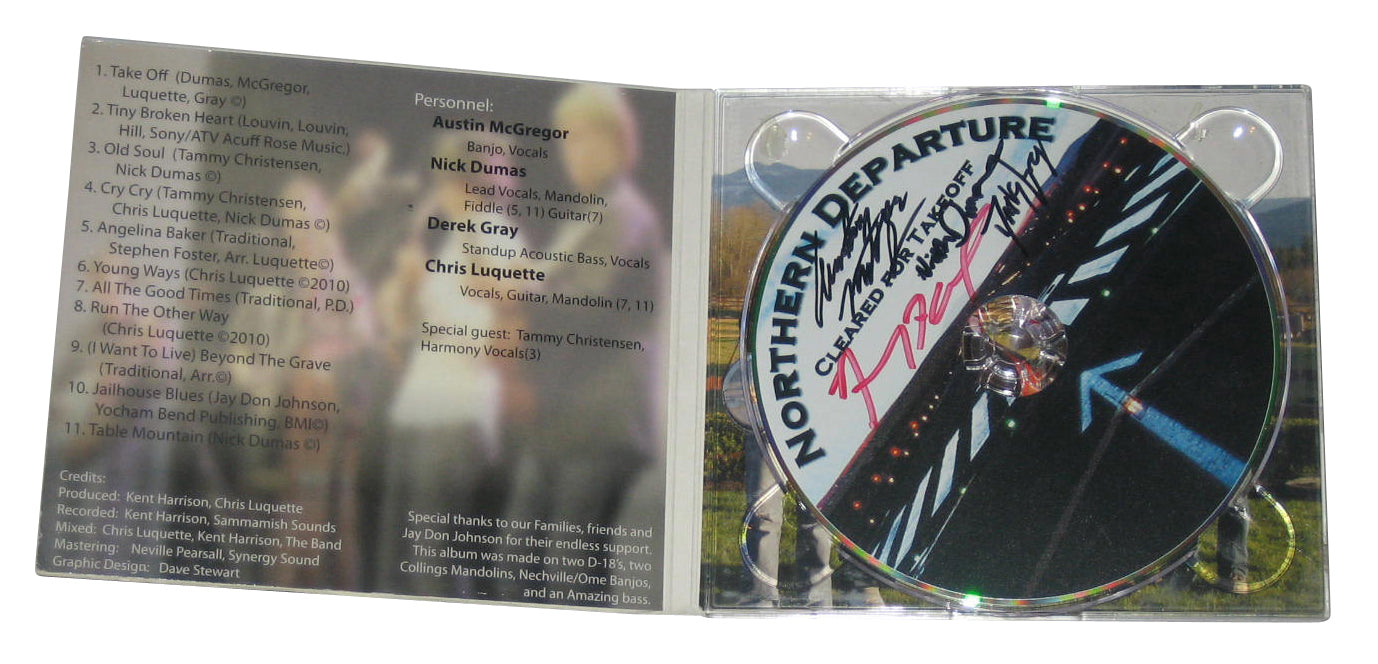 1. Take Off (Dumas, McGregor,
Luquette, Gray ©)
2. Tiny Broken Heart (Louvin, Louvin,
Hill, Sony/ATV Acuff Rose Music.)
3. Old Soul (Tammy Christensen,
Nick Dumas ©)
4. Cry Cry (Tammy Christensen,
Chris Luquette, Nick Dumas ©)
5. Angelina Baker (Traditional,
Stephen Foster, Arr. Luquette©)
6. Young Ways (Chris Luquette ©2010)
7. All The Good Times (Traditional, P.D.)
8. Run The Other Way
(Chris Luquette ©2010)
9. (I Want To Live) Beyond The Grave
(Traditional, Arr.©)
10. Jailhouse Blues (Jay Don Johnson,
Yocham Bend Publishing, BMI©)
11. Table Mountain (Nick Dumas ©)
Credits:
Produced: Kent Harrison, Chris Luquette
Recorded: Kent Harrison, Sammamish Sounds
Mixed: Chris Luquette, Kent Harrison, The Band
Mastering: Neville Pearsall, Synergy Sound
Graphic Design: Dave Stewart
Personnel:
Austin McGregor
Banjo, Vocals
Nick Dumas
Lead Vocals, Mandolin,
Fiddle (5, 11) Guitar(7)
Derek Gray
Standup Acoustic Bass, Vocals
Chris Luquette
Vocals, Guitar, Mandolin (7, 11)
Special guest: Tammy Christensen,
Harmony Vocals(3)
Special thanks to our Families, friends and
Jay Don Johnson for their endless support.
This album was made on two D-18's, two
Collings Mandolins, Nechville/Ome Banjos,
and an Amazing bass.
NORTHERN DEPARTURE
CLEARED FOR TAKEOFF